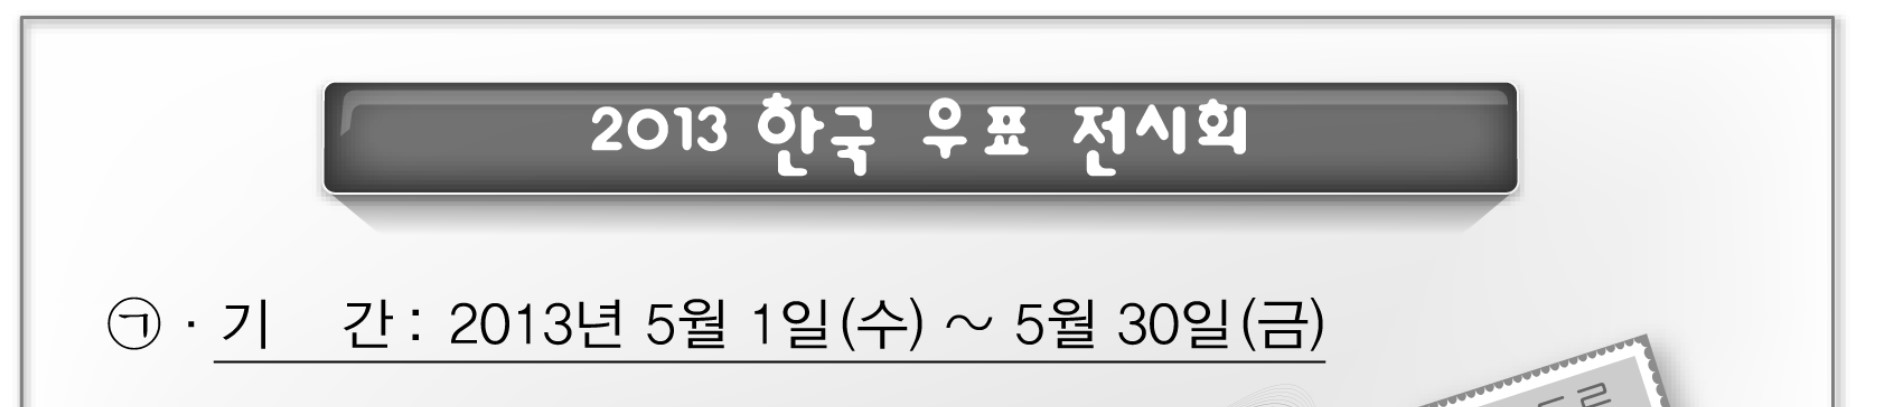 2013 한국 우표 전시회
㉠ · 기 간 : 2013년 5월 1일(수) ～ 5월 30일(금)